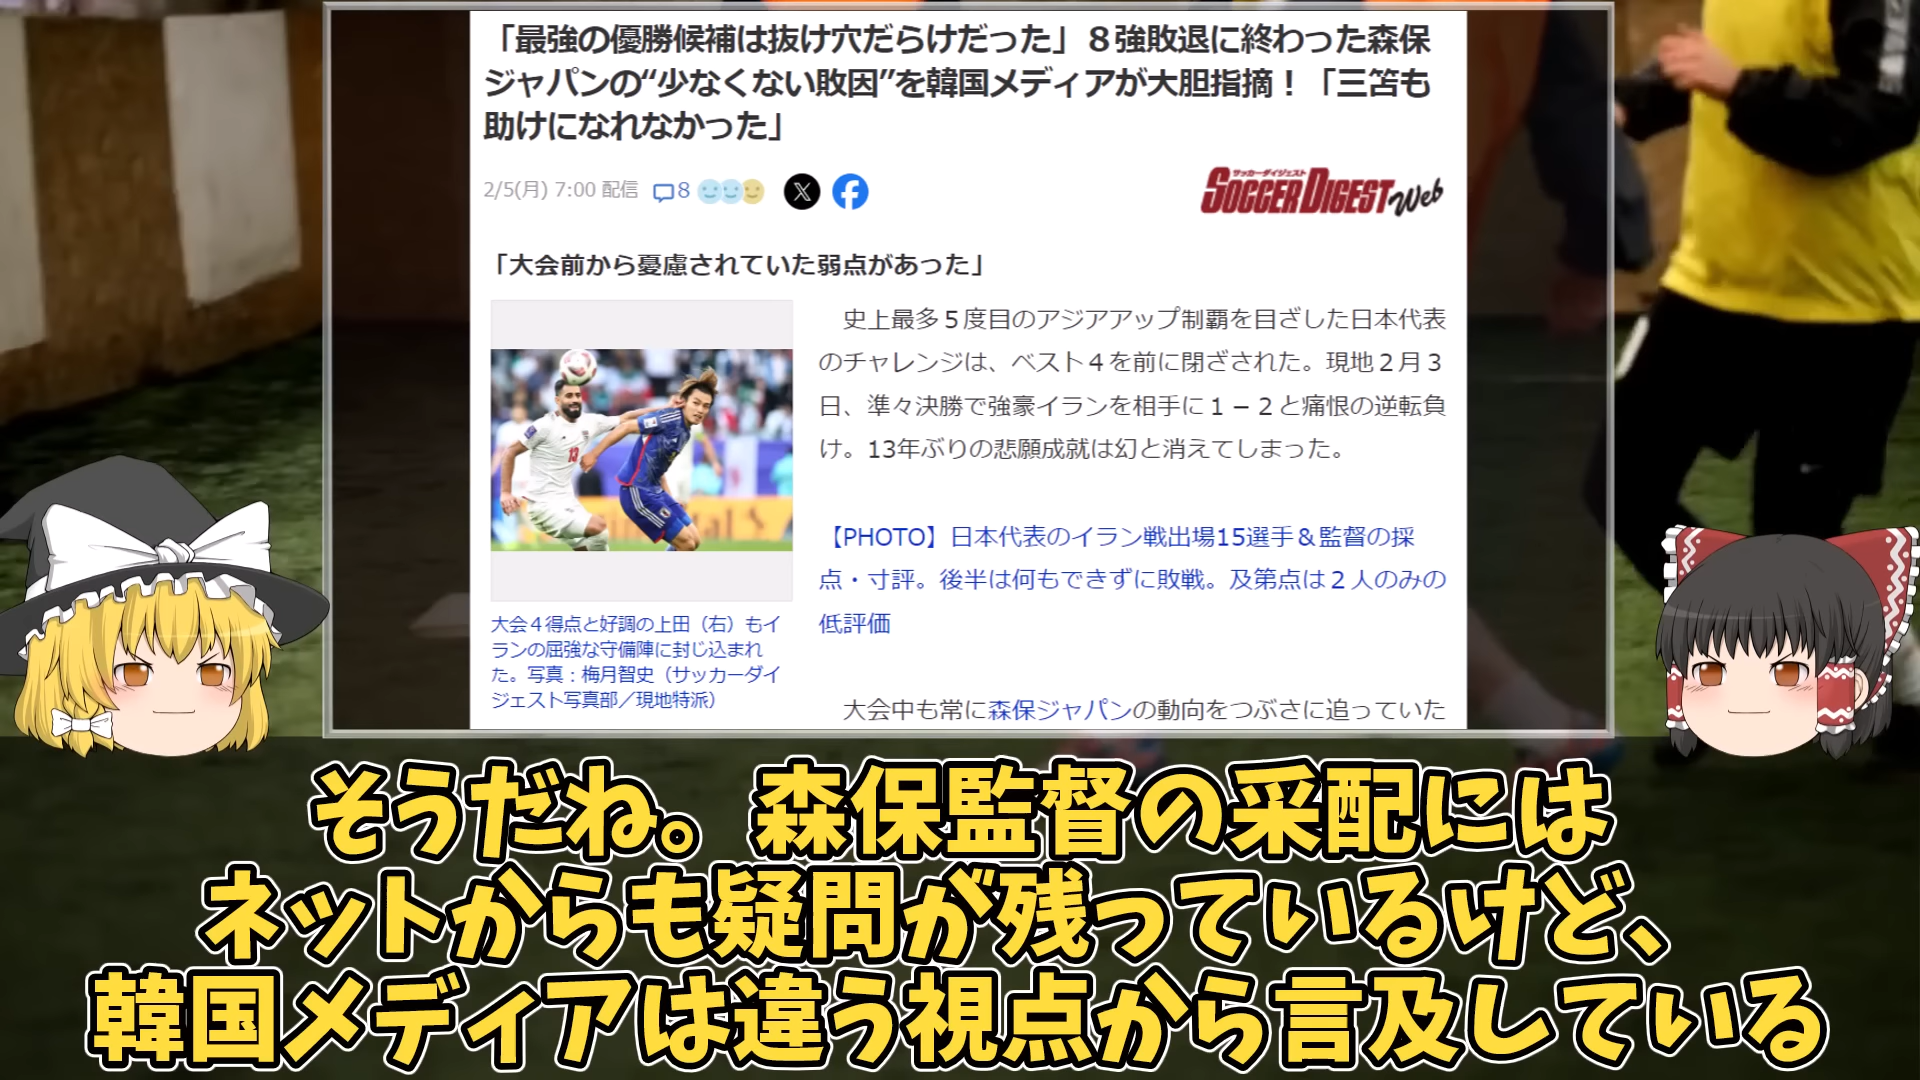 「最強の優勝候補は抜け穴だらけだった」８強敗退に終わった森保
ジャパンの“少なくない敗因”を韓国メディアが大胆指摘！「三笘も
助けになれなかった」
2/5(月) 7:00 配信 8
サッカーダイジェスト
SOCCER DIGEST Web
「大会前から憂慮されていた弱点があった」
史上最多５度目のアジアアップ制覇を目ざした日本代表
のチャレンジは、ベスト４を前に閉ざされた。現地２月３
日、準々決勝で強豪イランを相手に１－２と痛恨の逆転負
け。13年ぶりの悲願成就は幻と消えてしまった。
【PHOTO】日本代表のイラン戦出場15選手＆監督の採
点・寸評。後半は何もできずに敗戦。及第点は２人のみの
低評価
13
大会４得点と好調の上田（右）もイ
ランの屈強な守備陣に封じ込まれ
た。写真：梅月智史（サッカーダイ
ジェスト写真部／現地特派）
大会中も常に森保ジャパンの動向をつぶさに追っていた
そうだね。森保監督の采配には
ネットからも疑問が残っているけど、
韓国メディアは違う視点から言及している